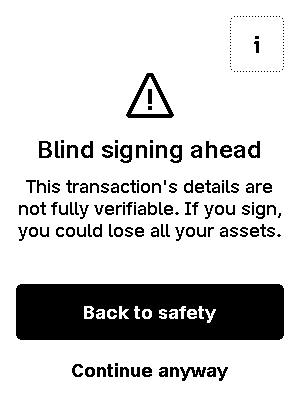 i
Blind signing ahead
This transaction's details are
not fully verifiable. If you sign,
you could lose all your assets.
Back to safety
Continue anyway